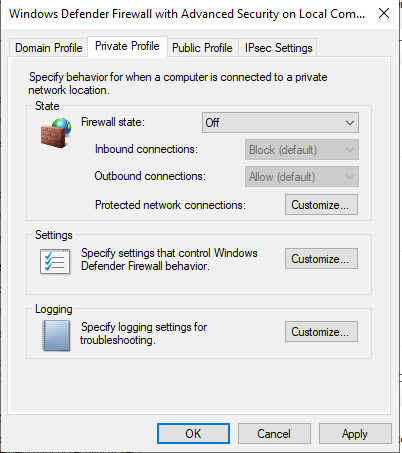 Windows Defender Firewall with Advanced Security on Local Com...
Domain Profile Private Profile Public Profile IPsec Settings
Specify behavior for when a computer is connected to a private
network location.
State
Firewall state: Off
Inbound connections: Block (default)
Outbound connections: Allow (default)
Protected network connections: Customize...
Settings
Specify settings that control Windows
Defender Firewall behavior.
Customize...
Logging
Specify logging settings for
troubleshooting.
Customize...
OK Cancel Apply